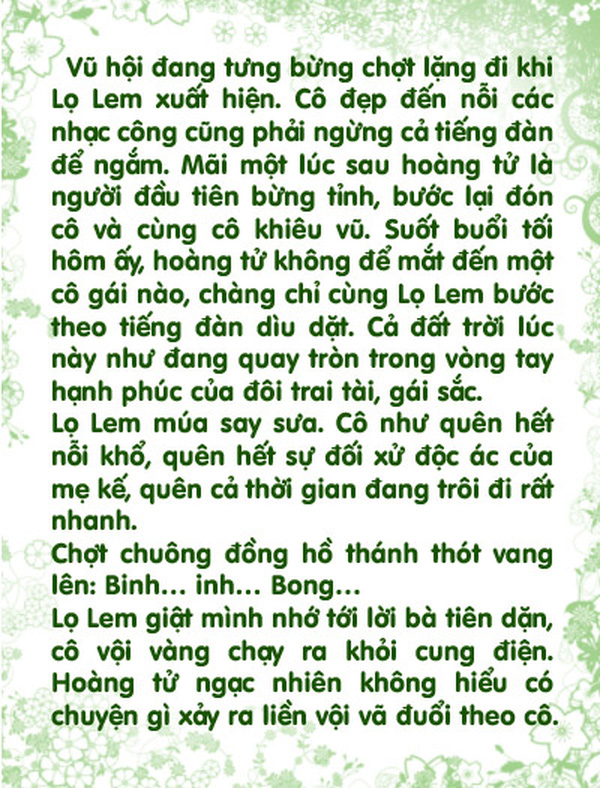 Vũ hội đang tưng bừng chợt lặng đi khi
Lọ Lem xuất hiện. Cô đẹp đến nỗi các
nhạc công cũng phải ngừng cả tiếng đàn
để ngắm. Mãi một lúc sau hoàng tử là
người đầu tiên bừng tỉnh, bước lại đón
cô và cùng cô khiêu vũ. Suốt buổi tối
hôm ấy, hoàng tử không để mắt đến một
cô gái nào, chàng chỉ cùng Lọ Lem bước
theo tiếng đàn dìu dặt. Cả đất trời lúc
này như đang quay tròn trong vòng tay
hạnh phúc của đôi trai tài, gái sắc.
Lọ Lem múa say sưa. Cô như quên hết
nỗi khổ, quên hết sự đối xử độc ác của
mẹ kế, quên cả thời gian đang trôi đi rất
nhanh.
Chợt chuông đồng hồ thánh thót vang
lên: Binh... inh... Bong...
Lọ Lem giật mình nhớ tới lời bà tiên dặn,
cô vội vàng chạy ra khỏi cung điện.
Hoàng tử ngạc nhiên không hiểu có
chuyện gì xảy ra liền vội vã đuổi theo cô.